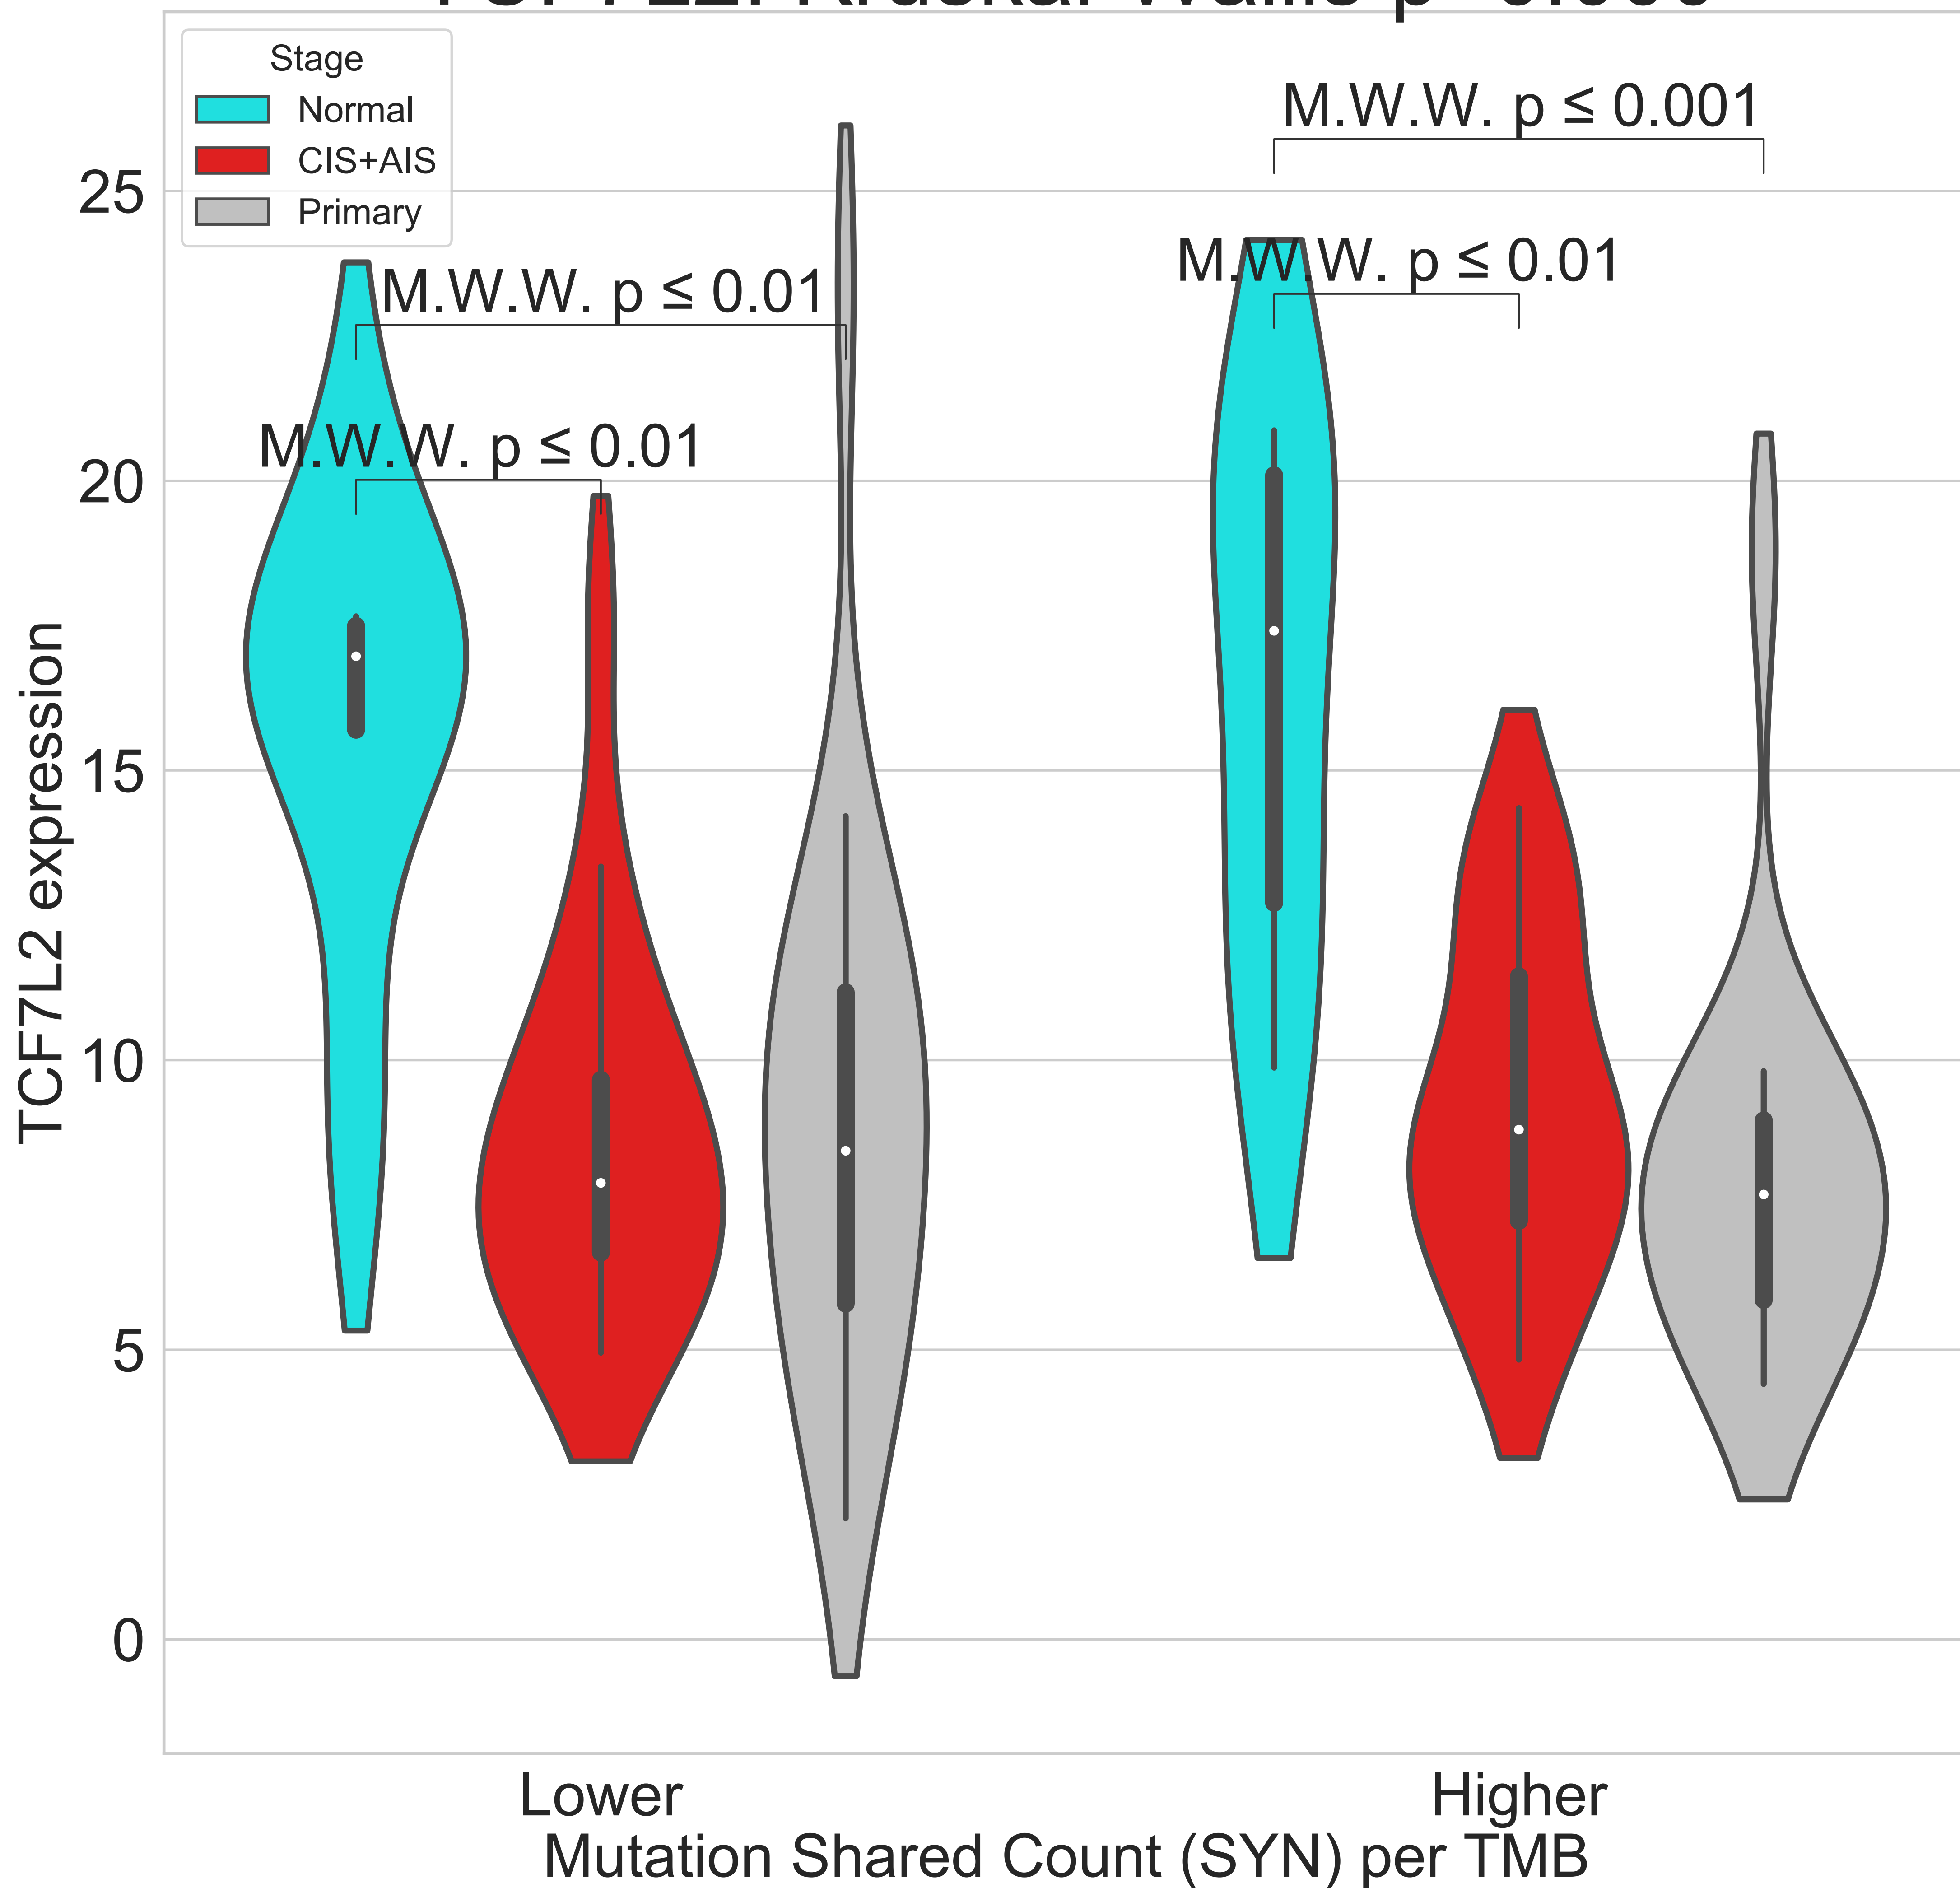 Stage
Normal
CIS+AIS
Primary
M.W.W. p ≤ 0.001
M.W.W. p ≤ 0.01
M.W.W. p ≤ 0.01
M.W.W. p ≤ 0.01
25
20
15
10
5
0
TCF7L2 expression
Lower
Higher
Mutation Shared Count (SYN) per TMB